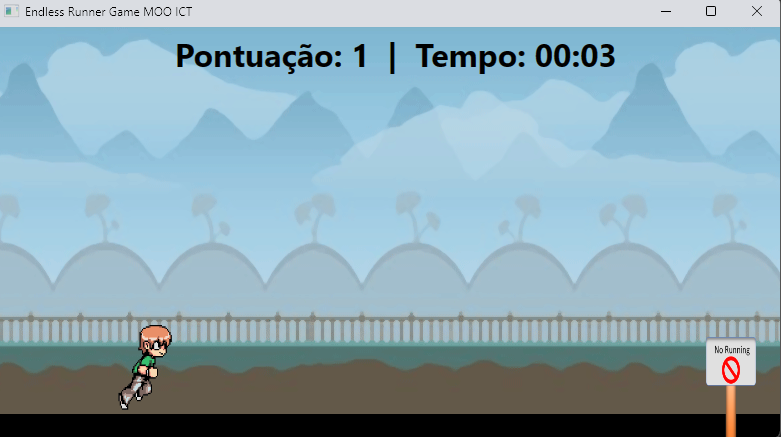 Endless Runner Game MOO ICT
Pontuação: 1 | Tempo: 00:03
No Running